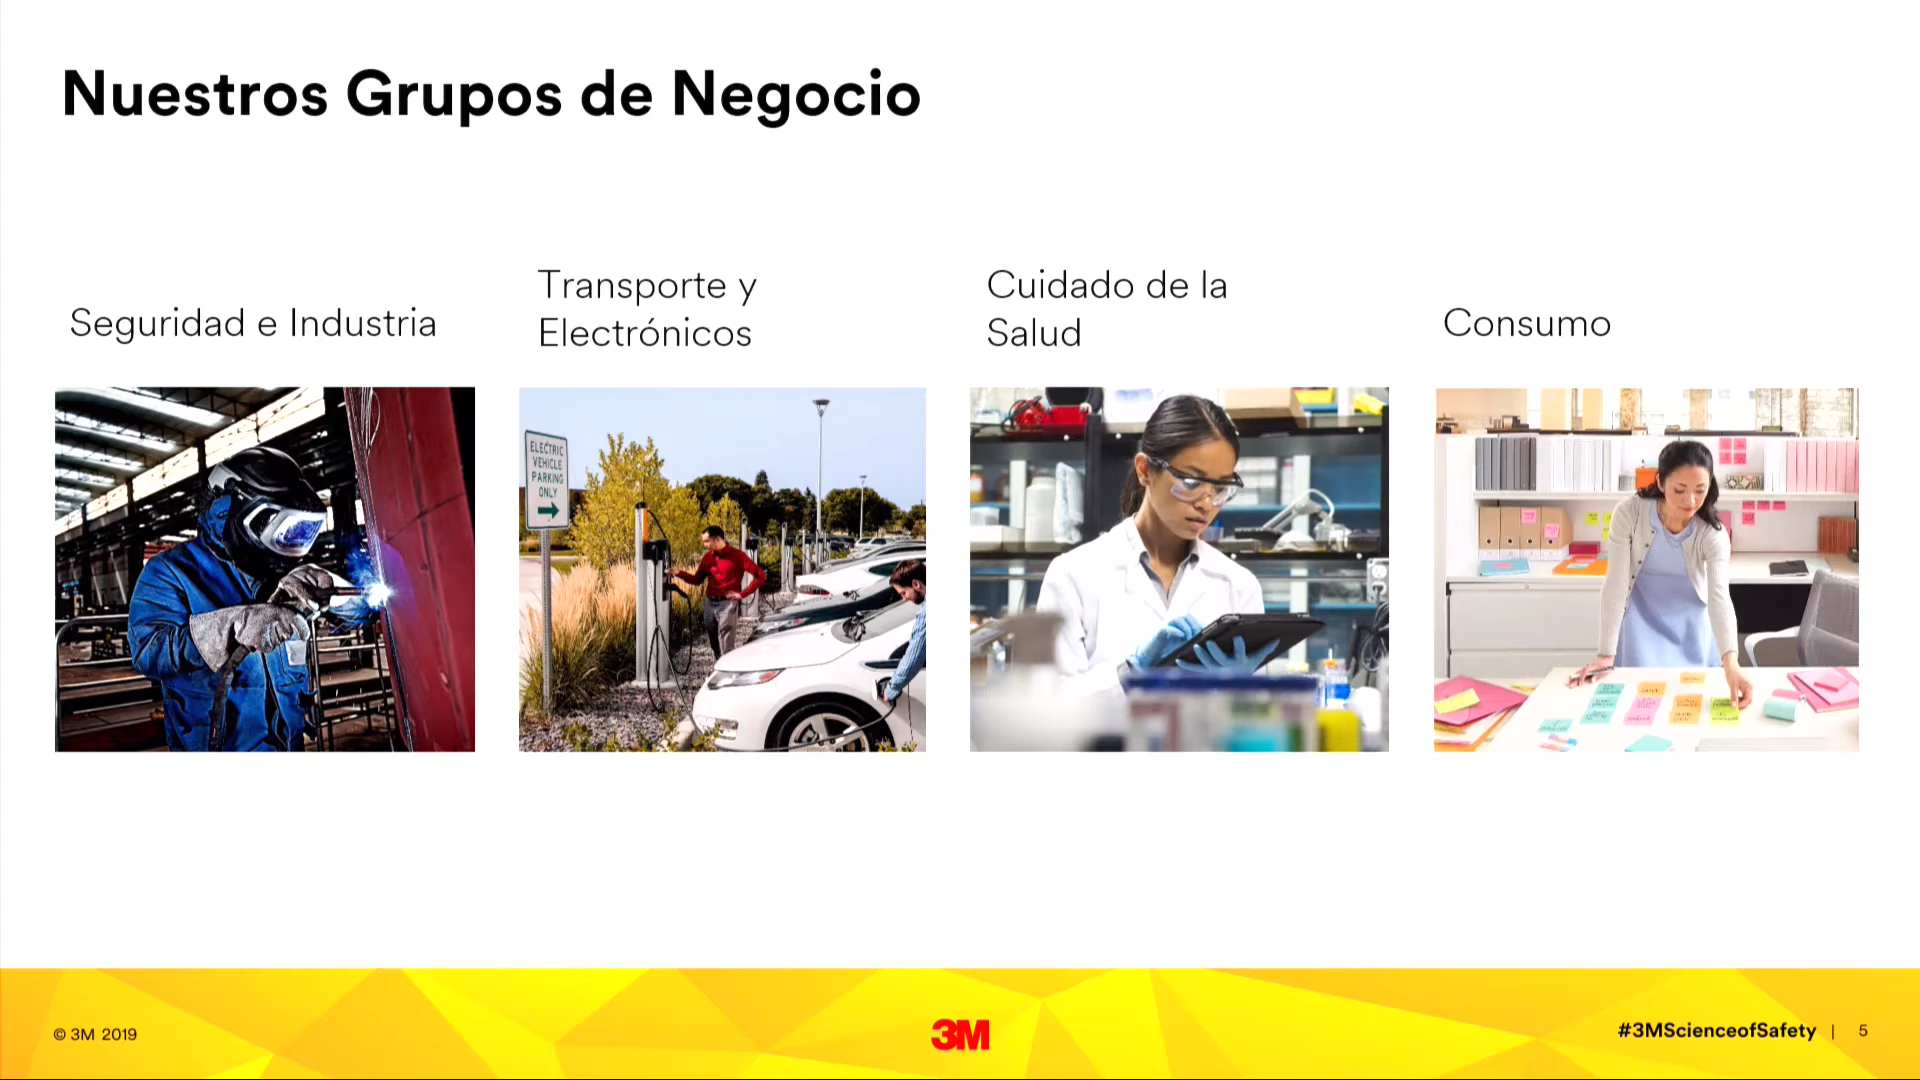 Nuestros Grupos de Negocio
Seguridad e Industria
Transporte y
Electrónicos
Cuidado de la
Salud
Consumo
ELECTRIC
VEHICLE
PARKING
ONLY
© 3M 2019
3M
#3MScienceofSafety | 5